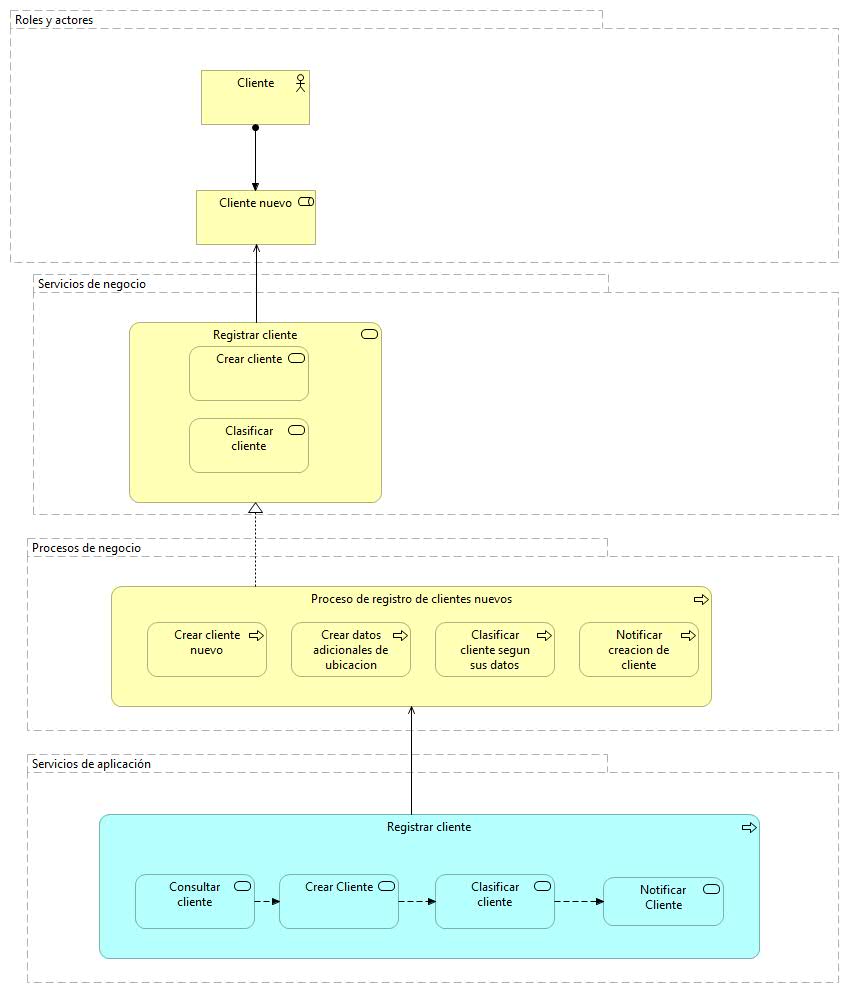 Roles y actores
Cliente
Cliente nuevo
Servicios de negocio
Registrar cliente
Crear cliente
Clasificar
cliente
Procesos de negocio
Proceso de registro de clientes nuevos
Crear cliente
nuevo
Crear datos
adicionales de
ubicacion
Clasificar
cliente segun
sus datos
Notificar
creacion de
cliente
Servicios de aplicación
Registrar cliente
Consultar
cliente
Crear Cliente
Clasificar
cliente
Notificar
Cliente